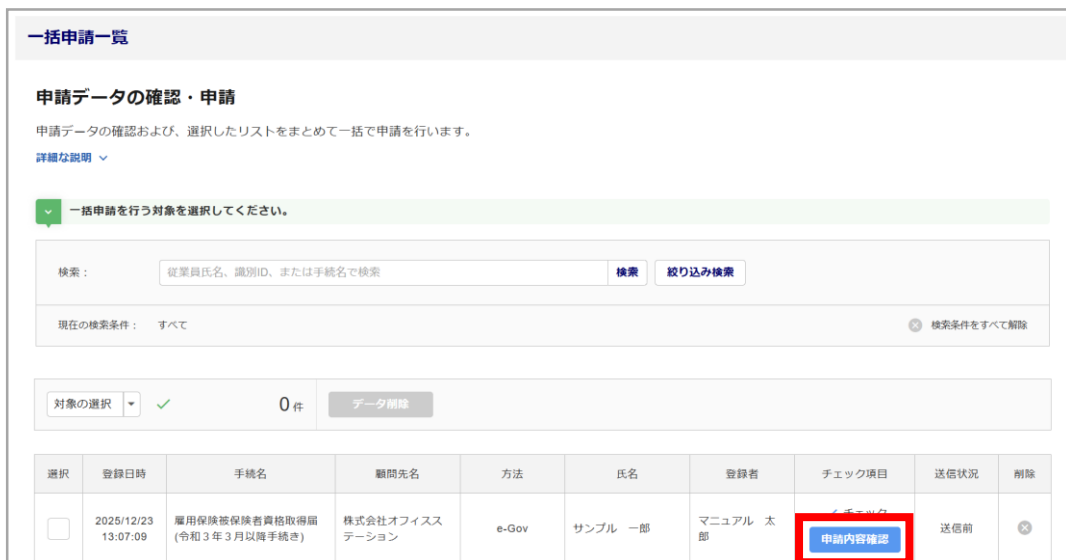 一括申請一覧
申請データの確認・申請
申請データの確認および、選択したリストをまとめて一括で申請を行います。
詳細な説明
一括申請を行う対象を選択してください。
検索： 従業員氏名、識別ID、または手続名で検索 検索 絞り込み検索
現在の検索条件： すべて 検索条件をすべて解除
対象の選択 0 件 データ削除
選択 登録日時 手続名 顧問先名 方法 氏名 登録者 チェック項目 送信状況 削除
2025/12/23 雇用保険被保険者資格取得届 株式会社オフィスス e-Gov サンプル 一郎 マニュアル 太 チェック 送信前
13:07:09 (令和３年３月以降手続き) テーション 郎 申請内容確認